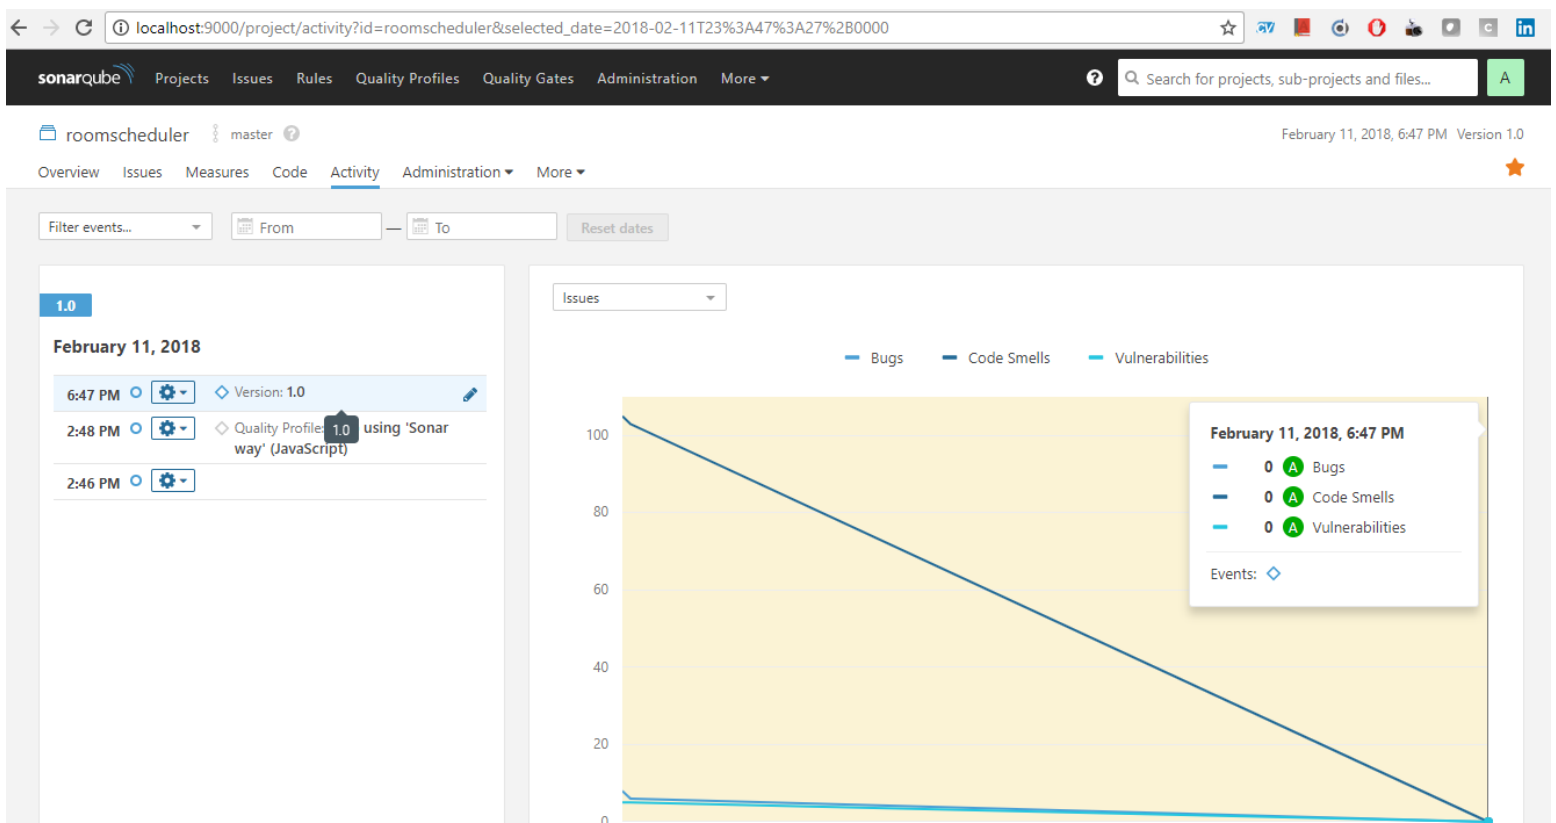 localhost:9000/project/activity?id=roomscheduler&selected_date=2018-02-11T23%3A47%3A27%2B0000
sonarqube Projects Issues Rules Quality Profiles Quality Gates Administration More ? Search for projects, sub-projects and files... A
roomscheduler master ? February 11, 2018, 6:47 PM Version 1.0
Overview Issues Measures Code Activity Administration More
Filter events... From — To Reset dates
1.0
February 11, 2018
6:47 PM Version: 1.0
2:48 PM Quality Profile: 1.0 using 'Sonar
way' (JavaScript)
2:46 PM
Issues
Bugs Code Smells Vulnerabilities
100
80
60
40
20
0
February 11, 2018, 6:47 PM
0 A Bugs
0 A Code Smells
0 A Vulnerabilities
Events: